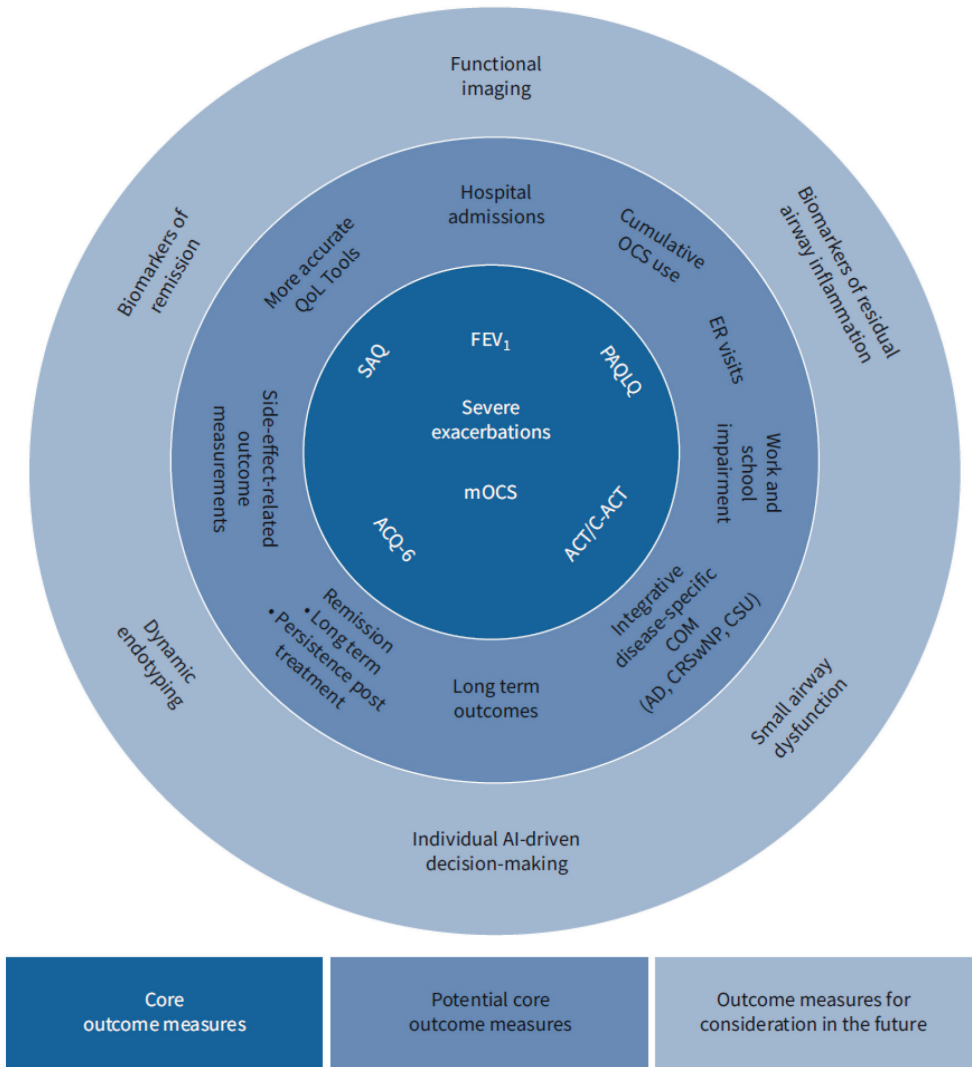 Functional
imaging
Biomarkers of residual
airway inflammation
Small airway
dysfunction
Individual AI-driven
decision-making
Dynamic
endotyping
Biomarkers of
remission
Hospital
admissions
Cumulative
OCS use
ER visits
Work and
school
impairment
Integrative
disease-specific
COM
(AD, CRSwNP, CSU)
Long term
outcomes
Remission
• Long term
• Persistence post
treatment
Side-effect-related
outcome
measurements
More accurate
QoL Tools
FEV₁
PAQLQ
ACT/C-ACT
mOCS
ACQ-6
SAQ
Severe
exacerbations
Core
outcome measures
Potential core
outcome measures
Outcome measures for
consideration in the future